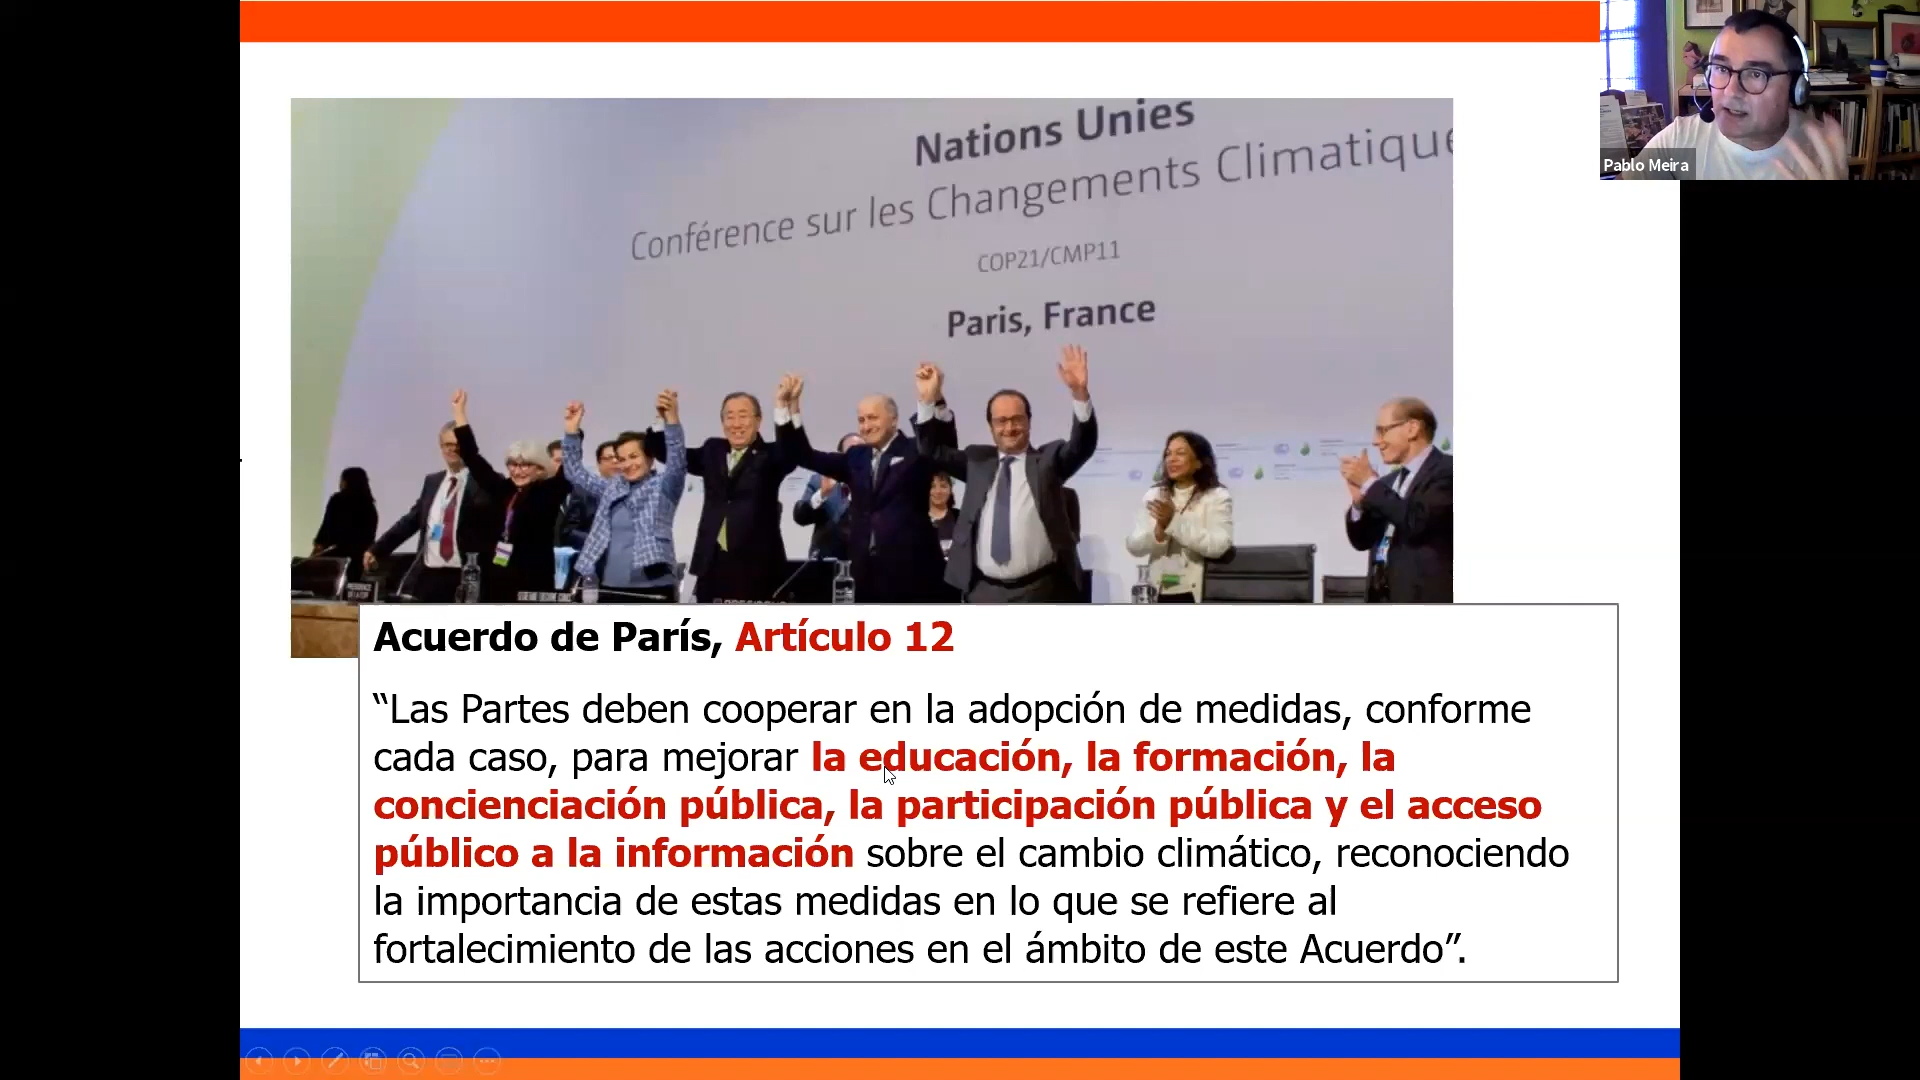 Nations Unies
Conférence sur les Changements Climatique
COP21/CMP11
Paris, France
Pablo Meira
Acuerdo de París, Artículo 12
“Las Partes deben cooperar en la adopción de medidas, conforme
cada caso, para mejorar la educación, la formación, la
concienciación pública, la participación pública y el acceso
público a la información sobre el cambio climático, reconociendo
la importancia de estas medidas en lo que se refiere al
fortalecimiento de las acciones en el ámbito de este Acuerdo”.